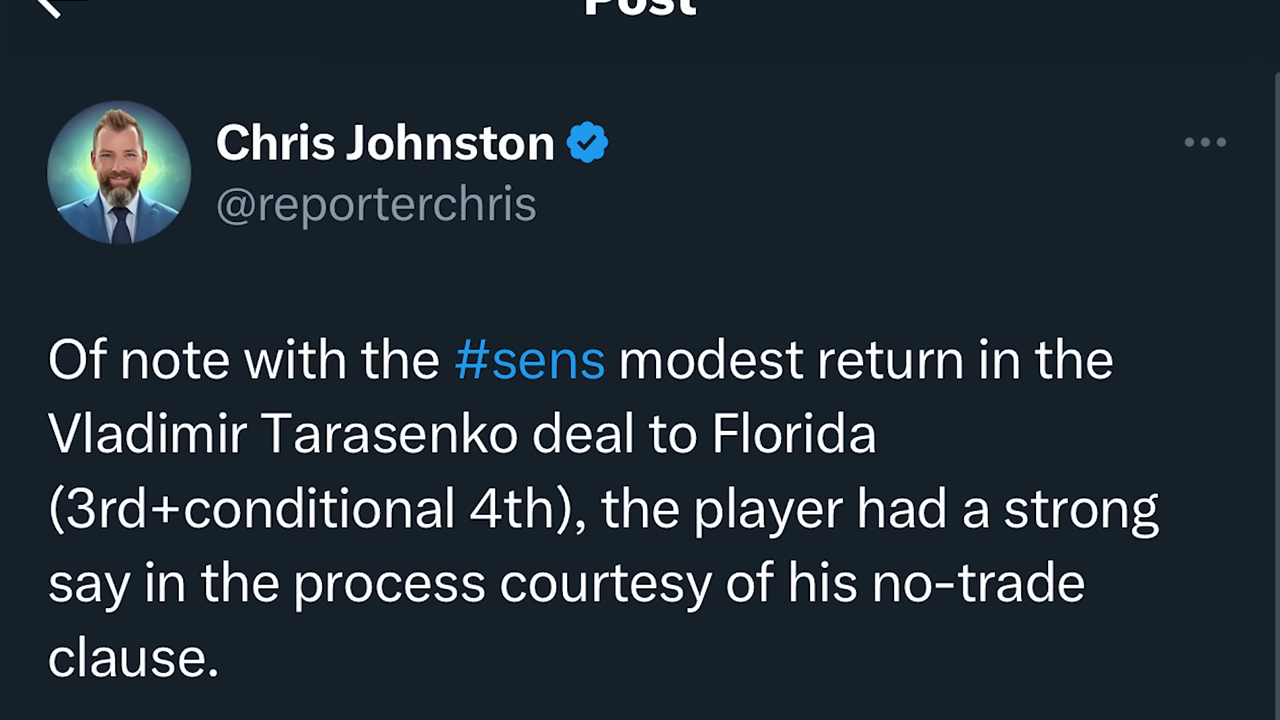 Post
Chris Johnston
@reporterchris
Of note with the #sens modest return in the
Vladimir Tarasenko deal to Florida
(3rd+conditional 4th), the player had a strong
say in the process courtesy of his no-trade
clause.